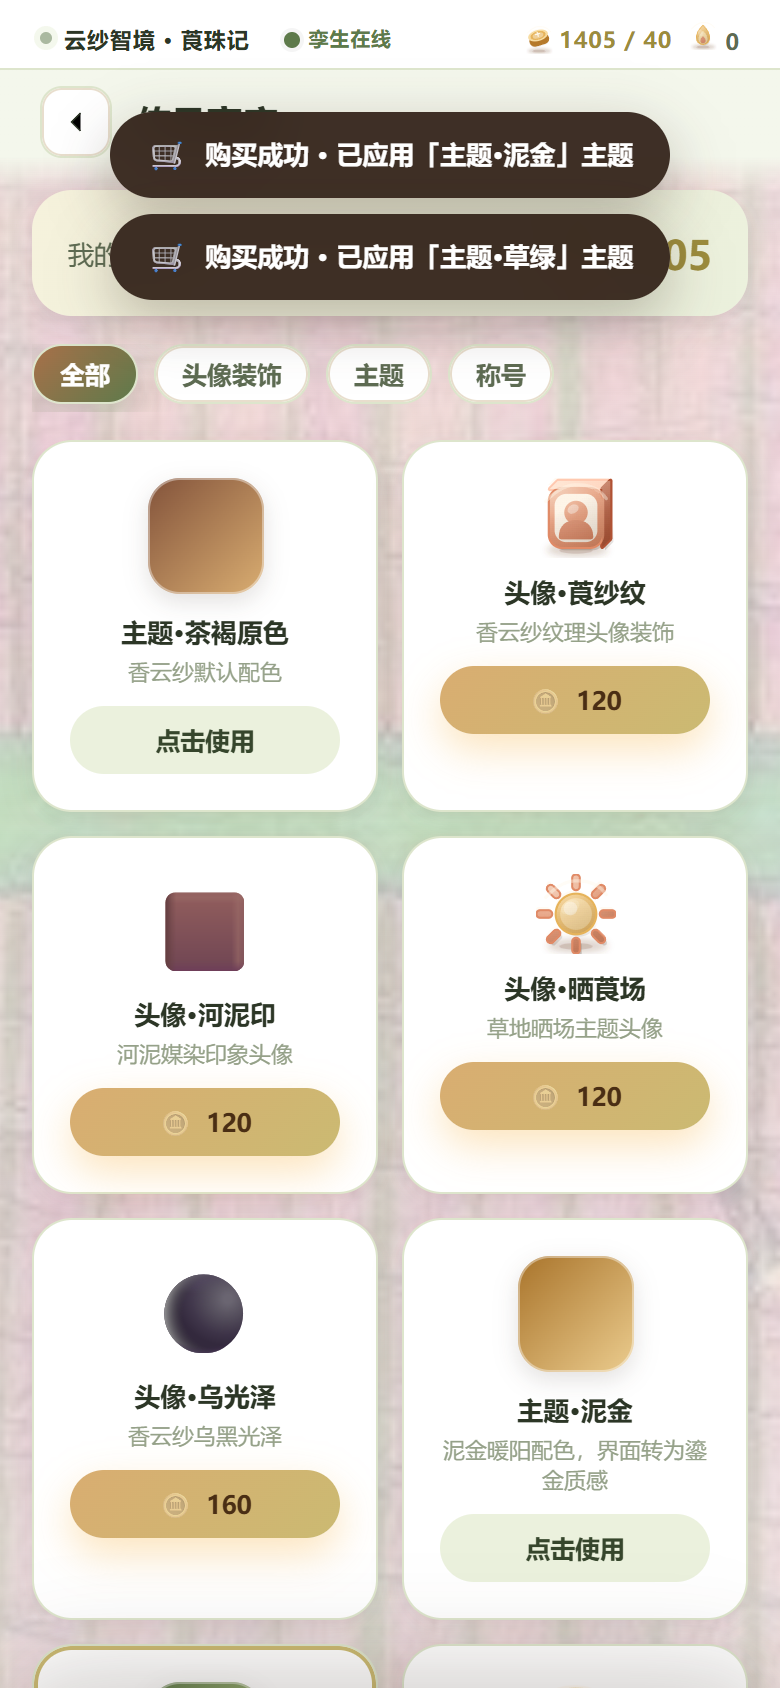 云纱智境·莨珠记
孪生在线
1405 / 40
0
购买成功·已应用「主题·泥金」主题
我的
购买成功·已应用「主题·草绿」主题
05
全部
头像装饰
主题
称号
主题·茶褐原色
香云纱默认配色
点击使用
头像·莨纱纹
香云纱纹理头像装饰
120
头像·河泥印
河泥媒染印象头像
120
头像·晒莨场
草地晒场主题头像
120
头像·乌光泽
香云纱乌黑光泽
160
主题·泥金
泥金暖阳配色，界面转为鎏
金质感
点击使用